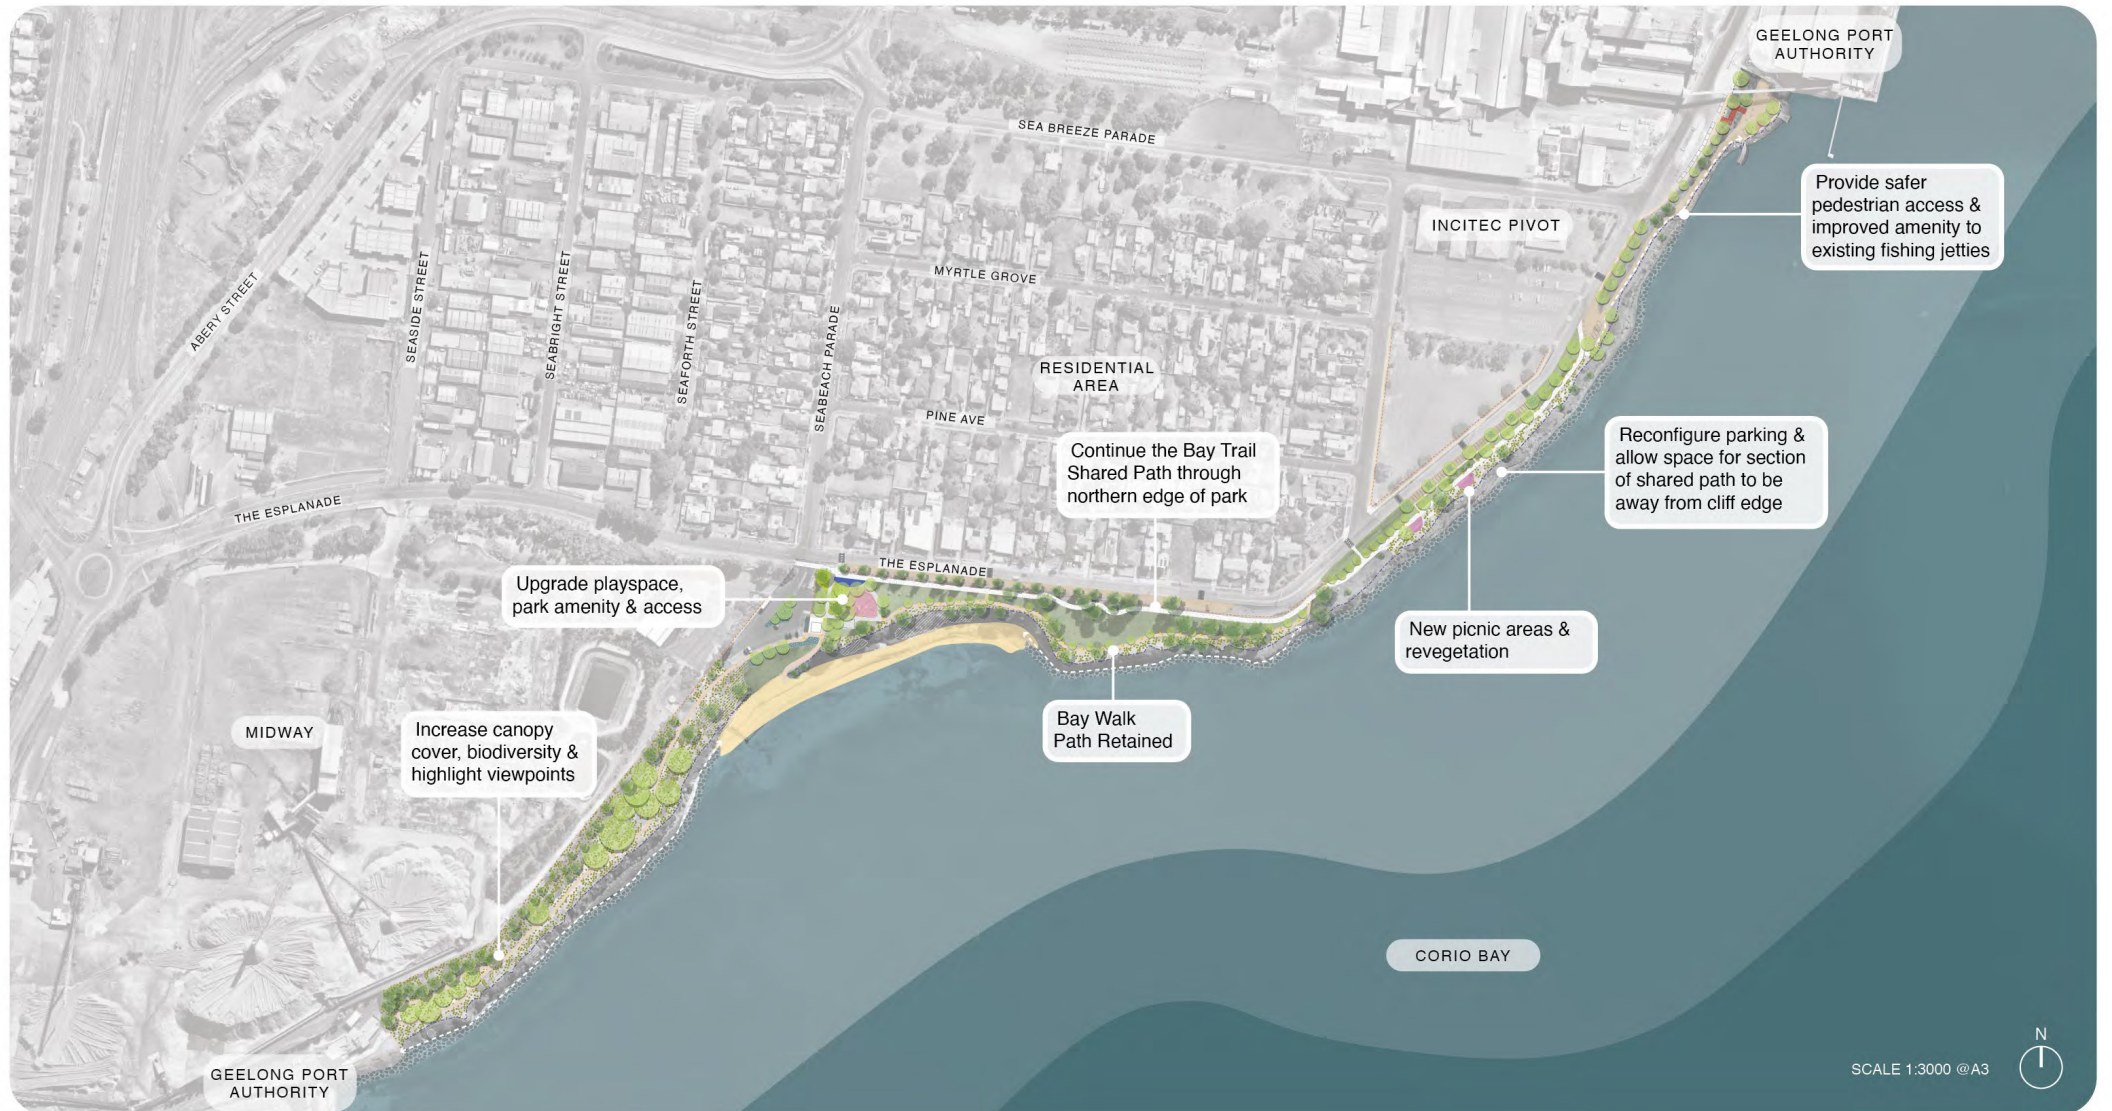 GEELONG PORT
AUTHORITY
SEA BREEZE PARADE
Provide safer
pedestrian access &
improved amenity to
existing fishing jetties
INCITEC PIVOT
MYRTLE GROVE
ABERY STREET
SEASIDE STREET
SEABRIGHT STREET
SEAFORTH STREET
SEABEACH PARADE
RESIDENTIAL
AREA
PINE AVE
Continue the Bay Trail
Shared Path through
northern edge of park
Reconfigure parking &
allow space for section
of shared path to be
away from cliff edge
THE ESPLANADE
THE ESPLANADE
Upgrade playspace,
park amenity & access
New picnic areas &
revegetation
Bay Walk
Path Retained
MIDWAY
Increase canopy
cover, biodiversity &
highlight viewpoints
CORIO BAY
GEELONG PORT
AUTHORITY
SCALE 1:3000 @A3
N